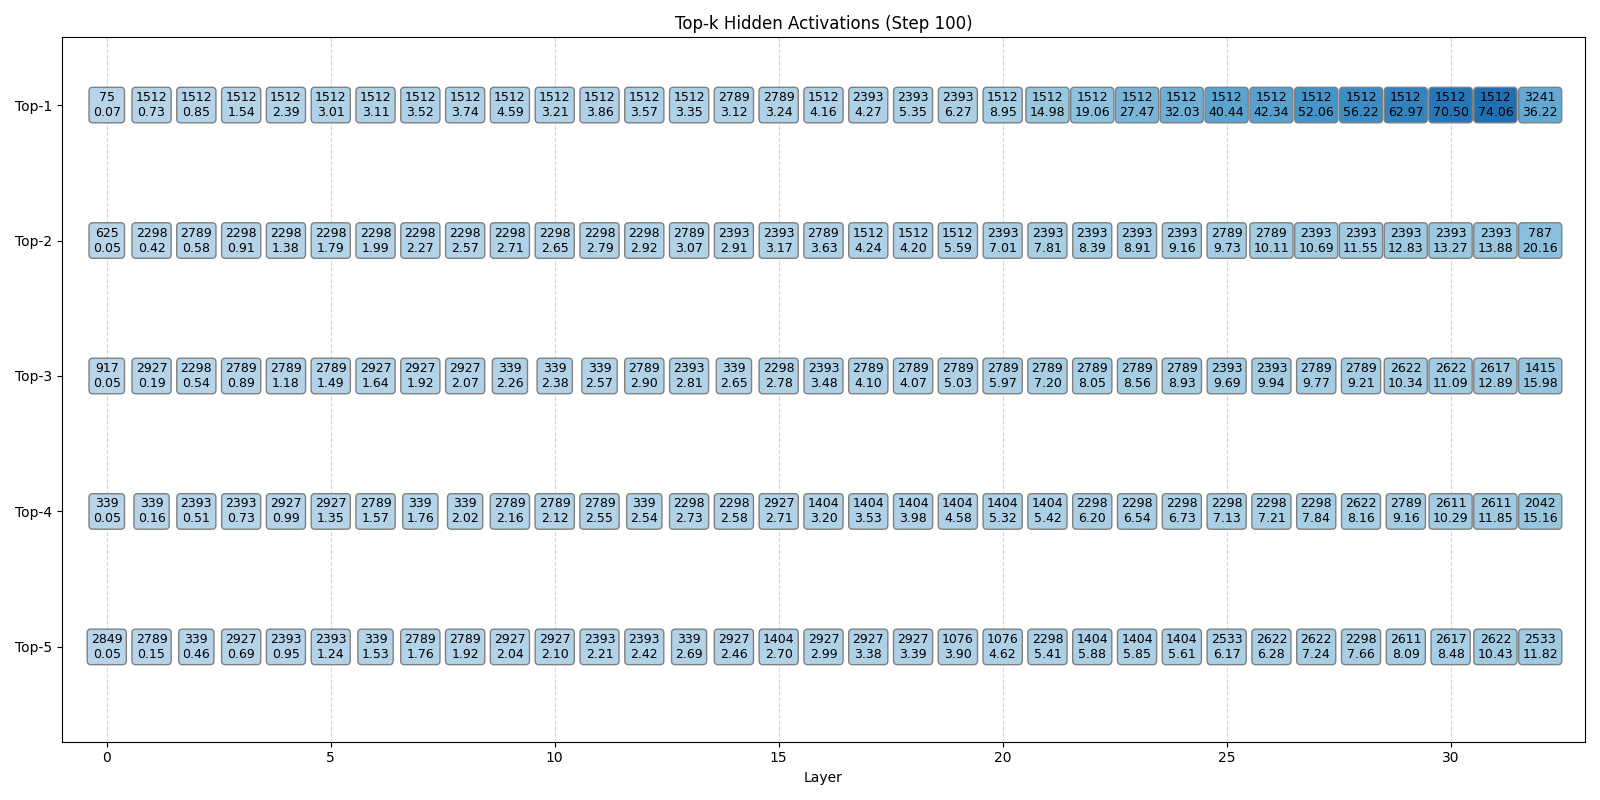 Top-k Hidden Activations (Step 100)
Top-1
75 1512 1512 1512 1512 1512 1512 1512 1512 1512 1512 1512 1512 1512 2789 2789 1512 2393 2393 2393 1512 1512 1512 1512 1512 1512 1512 1512 1512 1512 1512 1512 3241
0.07 0.73 0.85 1.54 2.39 3.01 3.11 3.52 3.74 4.59 3.21 3.86 3.57 3.35 3.12 3.24 4.16 4.27 5.35 6.27 8.95 14.98 19.06 27.47 32.03 40.44 42.34 52.06 56.22 62.97 70.50 74.06 36.22
Top-2
625 2298 2789 2298 2298 2298 2298 2298 2298 2298 2298 2298 2298 2789 2393 2393 2789 1512 1512 1512 2393 2393 2393 2393 2393 2789 2789 2393 2393 2393 2393 2393 787
0.05 0.42 0.58 0.91 1.38 1.79 1.99 2.27 2.57 2.71 2.65 2.79 2.92 3.07 2.91 3.17 3.63 4.24 4.20 5.59 7.01 7.81 8.39 8.91 9.16 9.73 10.11 10.69 11.55 12.83 13.27 13.88 20.16
Top-3
917 2927 2298 2789 2789 2789 2927 2927 2927 339 339 339 2789 2393 339 2298 2393 2789 2789 2789 2789 2789 2789 2789 2789 2393 2393 2789 2789 2622 2622 2617 1415
0.05 0.19 0.54 0.89 1.18 1.49 1.64 1.92 2.07 2.26 2.38 2.57 2.90 2.81 2.65 2.78 3.48 4.10 4.07 5.03 5.97 7.20 8.05 8.56 8.93 9.69 9.94 9.77 9.21 10.34 11.09 12.89 15.98
Top-4
339 339 2393 2393 2927 2927 2789 339 339 2789 2789 2789 339 2298 2298 2927 1404 1404 1404 1404 1404 1404 2298 2298 2298 2298 2298 2298 2622 2789 2611 2611 2042
0.05 0.16 0.51 0.73 0.99 1.35 1.57 1.76 2.02 2.16 2.12 2.55 2.54 2.73 2.58 2.71 3.20 3.53 3.98 4.58 5.32 5.42 6.20 6.54 6.73 7.13 7.21 7.84 8.16 9.16 10.29 11.85 15.16
Top-5
2849 2789 339 2927 2393 2393 339 2789 2789 2927 2927 2393 2393 339 2927 1404 2927 2927 2927 1076 1076 2298 1404 1404 1404 2533 2622 2622 2298 2611 2617 2622 2533
0.05 0.15 0.46 0.69 0.95 1.24 1.53 1.76 1.92 2.04 2.10 2.21 2.42 2.69 2.46 2.70 2.99 3.38 3.39 3.90 4.62 5.41 5.88 5.85 5.61 6.17 6.28 7.24 7.66 8.09 8.48 10.43 11.82
0 5 10 15 20 25 30
Layer